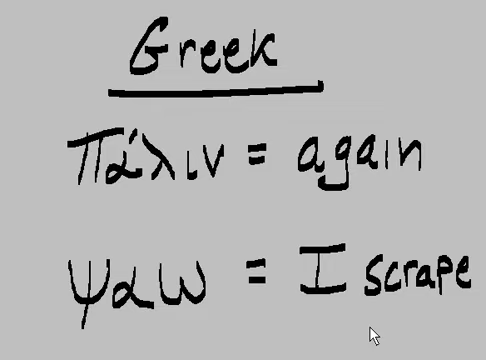 Greek
πάλιν = again
ψαω = I scrape